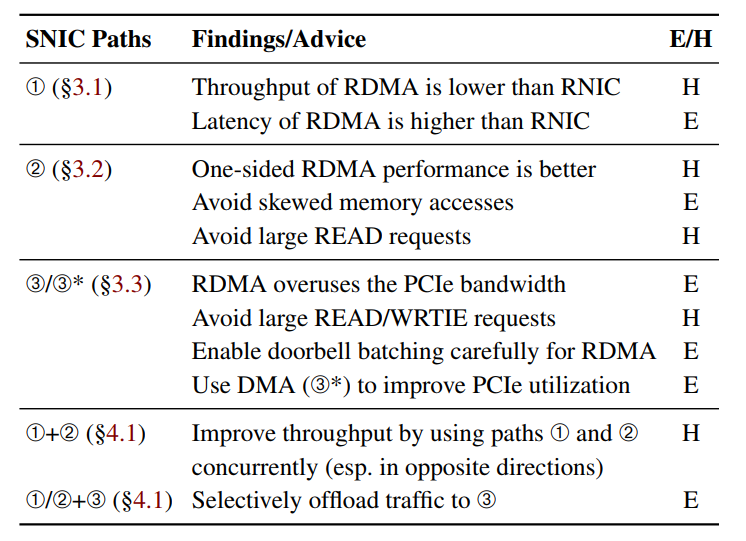 SNIC Paths Findings/Advice E/H
① (§3.1) Throughput of RDMA is lower than RNIC H
Latency of RDMA is higher than RNIC E
② (§3.2) One-sided RDMA performance is better H
Avoid skewed memory accesses E
Avoid large READ requests H
③/③* (§3.3) RDMA overuses the PCIe bandwidth E
Avoid large READ/WRTIE requests H
Enable doorbell batching carefully for RDMA E
Use DMA (③*) to improve PCIe utilization E
①+② (§4.1) Improve throughput by using paths ① and ② H
concurrently (esp. in opposite directions)
①/②+③ (§4.1) Selectively offload traffic to ③ E